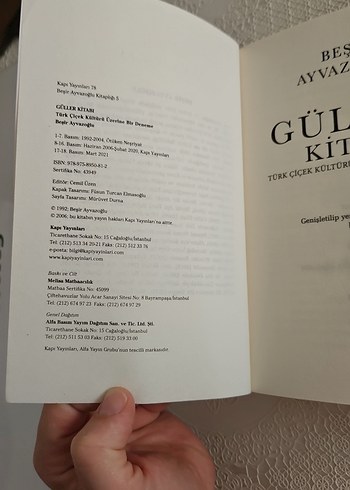 Kapı Yayınları 78
Beşir Ayvazoğlu Kitaplığı 5
GÜLLER KİTABI
Türk Çiçek Kültürü Üzerine Bir Deneme
Beşir Ayvazoğlu
1-7. Basım: 1992-2004, Ötüken Neşriyat
8-16. Basım: Haziran 2006-Şubat 2020, Kapı Yayınları
17-18. Basım: Mart 2021
ISBN: 978-975-8950-81-2
Sertifika No: 43949
Editör: Cemil Üzen
Kapak Tasarımı: Füsun Turcan Elmasoğlu
Sayfa Tasarımı: Mürüvet Durna
© 1992; Beşir Ayvazoğlu
© 2006; bu kitabın yayın hakları Kapı Yayınları'na aittir.
Kapı Yayınları
Ticarethane Sokak No: 15 Cağaloğlu/İstanbul
Tel: (212) 513 34 20-21 Faks: (212) 512 33 76
e-posta: bilgi@kapiyayinlari.com
www.kapiyayinlari.com
Baskı ve Cilt
Melisa Matbaacılık
Matbaa Sertifika No: 45099
Çiftehavuzlar Yolu Acar Sanayi Sitesi No: 8 Bayrampaşa/İstanbul
Tel: (212) 674 97 23 Faks: (212) 674 97 29
Genel Dağıtım
Alfa Basım Yayım Dağıtım San. ve Tic. Ltd. Şti.
Ticarethane Sokak No: 15 Cağaloğlu/İstanbul
Tel: (212) 511 53 03 Faks: (212) 519 33 00
Kapı Yayınları, Alfa Yayın Grubu'nun tescilli markasıdır.
BEŞ
AYVAZO
GÜL
KİT
TÜRK ÇİÇEK KÜLTÜRÜ
Genişletilip ye